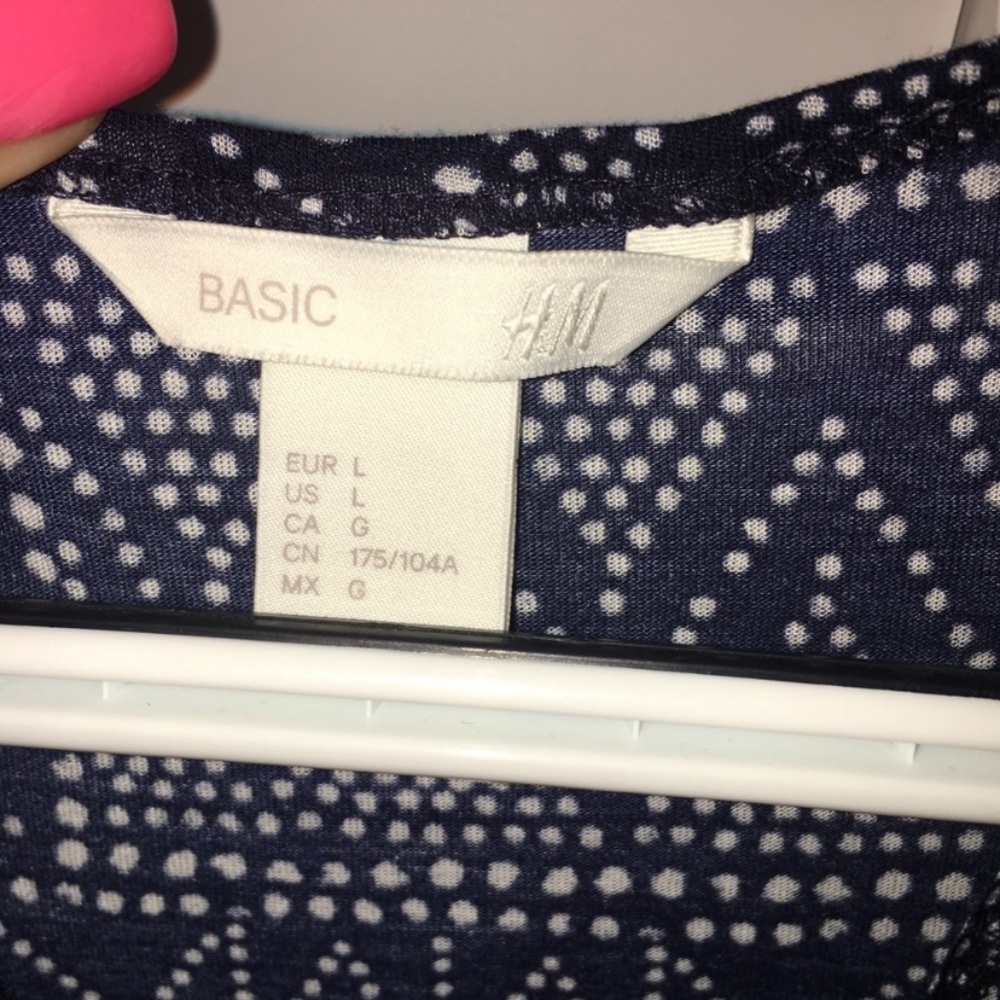 BASIC H&M
EUR L
US L
CA G
CN 175/104A
MX G